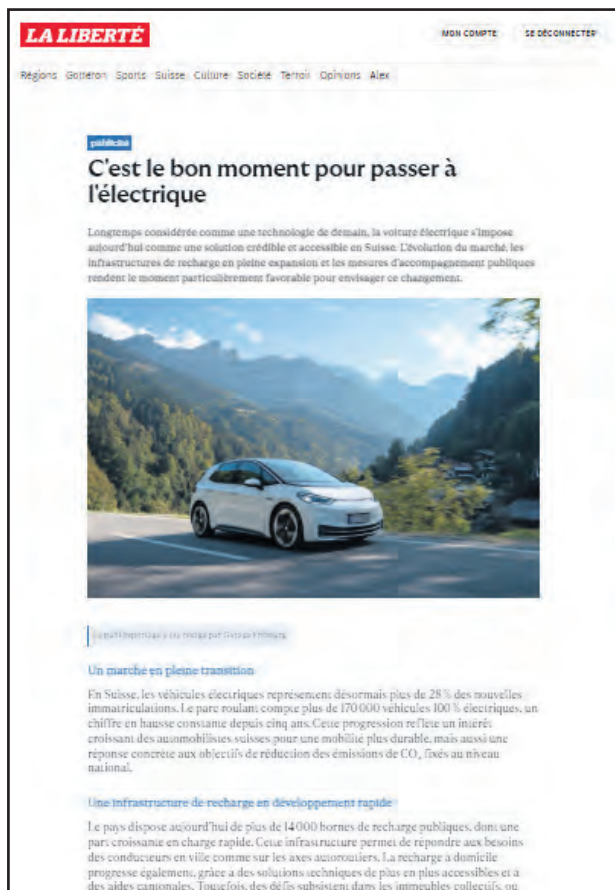 LA LIBERTÉ
MON COMPTE SE DÉCONNECTER
Régions Gottéron Sports Suisse Culture Société Terroir Opinions Alex
publicité
C'est le bon moment pour passer à
l'électrique
Longtemps considérée comme une technologie de demain, la voiture électrique s'impose
aujourd'hui comme une solution crédible et accessible en Suisse. L'évolution du marché, les
infrastructures de recharge en pleine expansion et les mesures d'accompagnement publiques
rendent le moment particulièrement favorable pour envisager ce changement.
Un marché en pleine transition
En Suisse, les véhicules électriques représentent désormais plus de 28 % des nouvelles
immatriculations. Le parc roulant compte plus de 170 000 véhicules 100 % électriques, un
chiffre en hausse constante depuis cinq ans. Cette progression reflète un intérêt
croissant des automobilistes suisses pour une mobilité plus durable, mais aussi une
réponse concrète aux objectifs de réduction des émissions de CO₂ fixés au niveau
national.
Une infrastructure de recharge en développement rapide
Le pays dispose aujourd'hui de plus de 14 000 bornes de recharge publiques, dont une
part croissante en charge rapide. Cette infrastructure permet de répondre aux besoins
des conducteurs en ville comme sur les axes autoroutiers. La recharge à domicile
progresse également, grâce à des solutions techniques de plus en plus accessibles et à
des aides cantonales. Toutefois, des défis subsistent dans les immeubles collectifs, ou